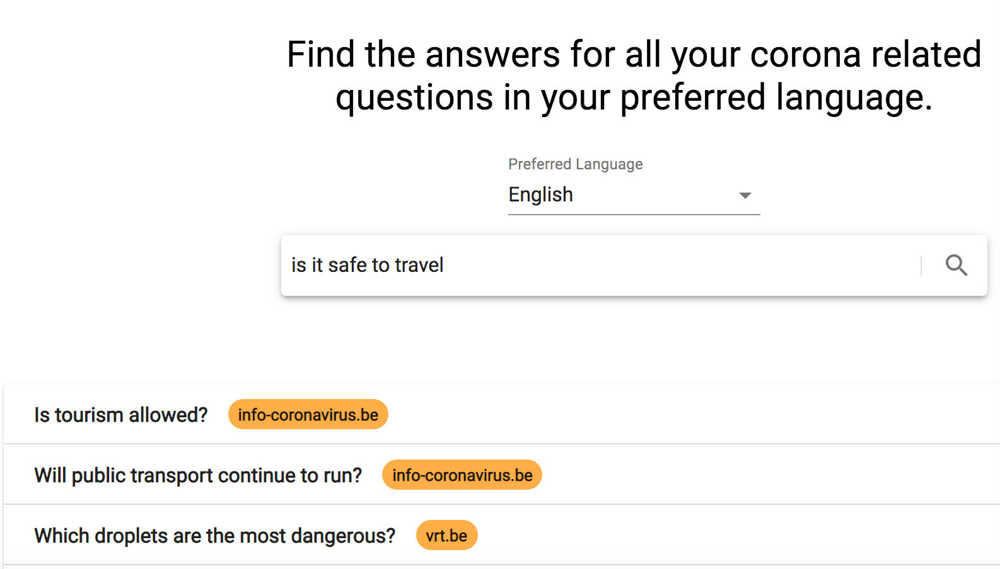 Find the answers for all your corona related
questions in your preferred language.
Preferred Language
English
is it safe to travel
Is tourism allowed? info-coronavirus.be
Will public transport continue to run? info-coronavirus.be
Which droplets are the most dangerous? vrt.be